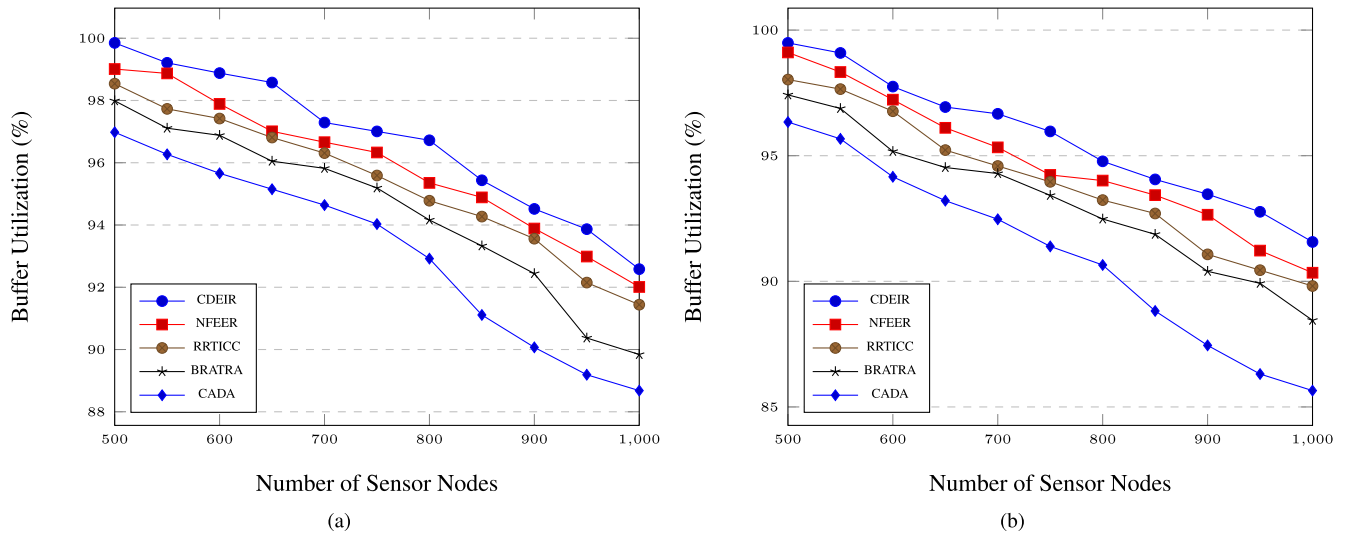 100
98
96
94
92
90
88
500
600
700
800
900
1,000
Buffer Utilization (%)
Number of Sensor Nodes
CDEIR
NFEER
RRTICC
BRATRA
CADA
(a)
100
95
90
85
500
600
700
800
900
1,000
Buffer Utilization (%)
Number of Sensor Nodes
CDEIR
NFEER
RRTICC
BRATRA
CADA
(b)